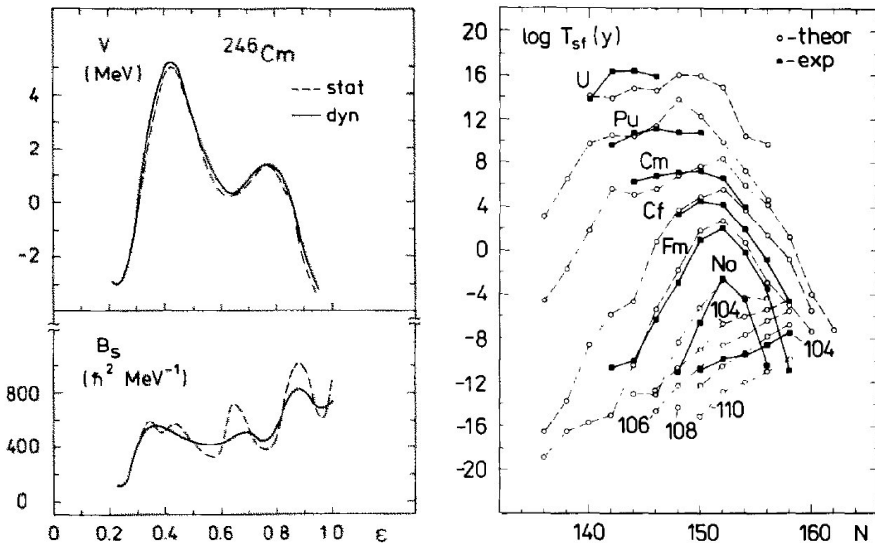 V
(MeV)
²⁴⁶Cm
--- stat
— dyn
4
2
0
-2
B_s
(ℏ² MeV⁻¹)
800
400
0
0 0.2 0.4 0.6 0.8 1.0 ε
log T_sf (y)
o-theor
■-exp
20
16
12
8
4
0
-4
-8
-12
-16
-20
U
Pu
Cm
Cf
Fm
No
104
104
106
108
110
140 150 160 N